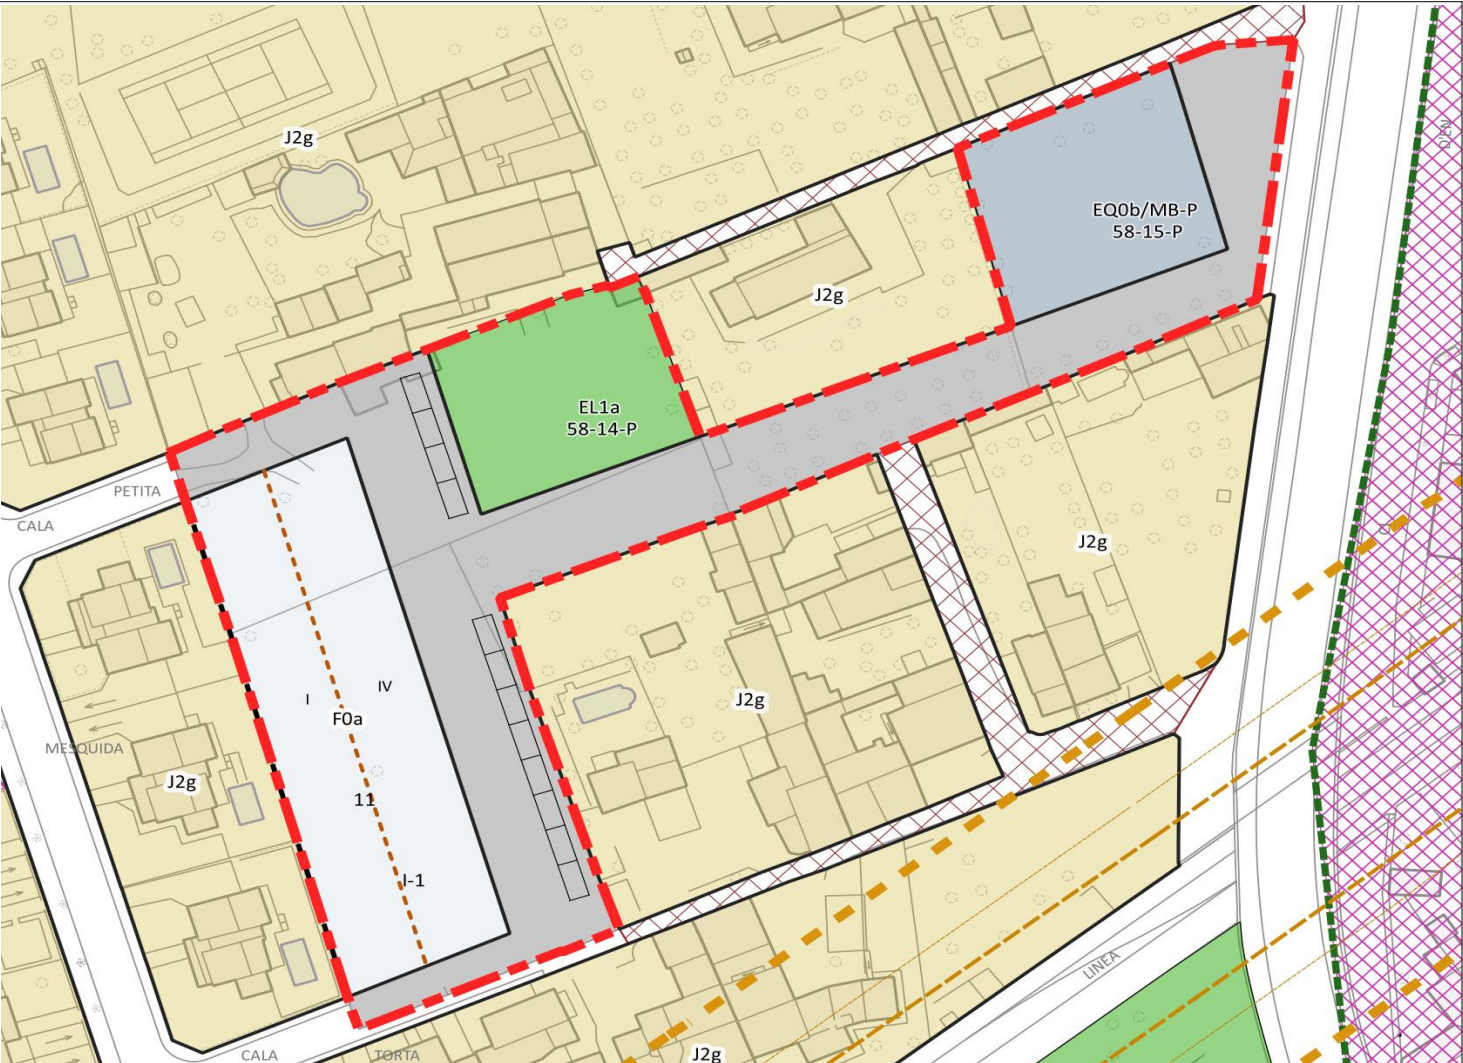 D'EN
J2g
EQ0b/MB-P
58-15-P
J2g
EL1a
58-14-P
PETITA
CALA
J2g
I
IV
F0a
J2g
MESQUIDA
J2g
11
I-1
LINEA
CALA
TORTA
J2g